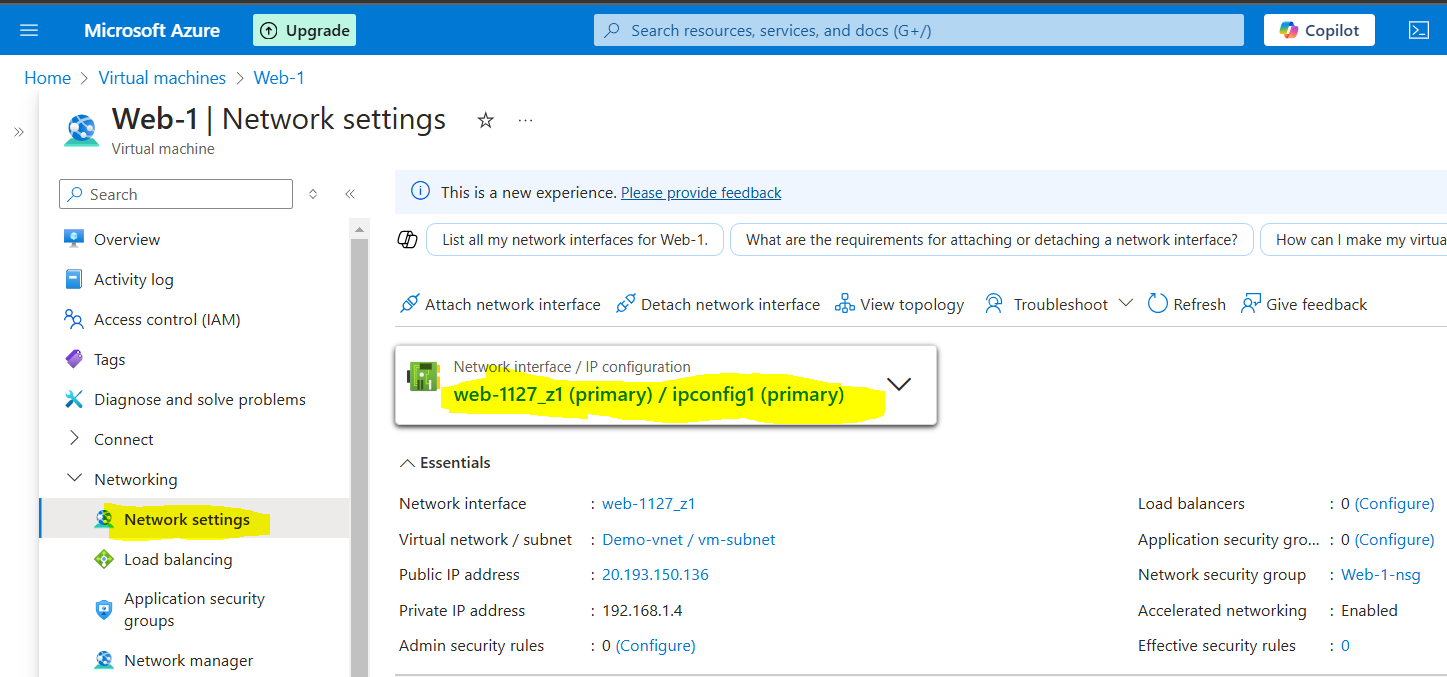 Microsoft Azure
Upgrade
Search resources, services, and docs (G+/)
Copilot
Home > Virtual machines > Web-1
Web-1 | Network settings
Virtual machine
Search
Overview
Activity log
Access control (IAM)
Tags
Diagnose and solve problems
Connect
Networking
Network settings
Load balancing
Application security
groups
Network manager
This is a new experience. Please provide feedback
List all my network interfaces for Web-1.
What are the requirements for attaching or detaching a network interface?
How can I make my virtua
Attach network interface
Detach network interface
View topology
Troubleshoot
Refresh
Give feedback
Network interface / IP configuration
web-1127_z1 (primary) / ipconfig1 (primary)
Essentials
Network interface : web-1127_z1
Virtual network / subnet : Demo-vnet / vm-subnet
Public IP address : 20.193.150.136
Private IP address : 192.168.1.4
Admin security rules : 0 (Configure)
Load balancers : 0 (Configure)
Application security gro... : 0 (Configure)
Network security group : Web-1-nsg
Accelerated networking : Enabled
Effective security rules : 0